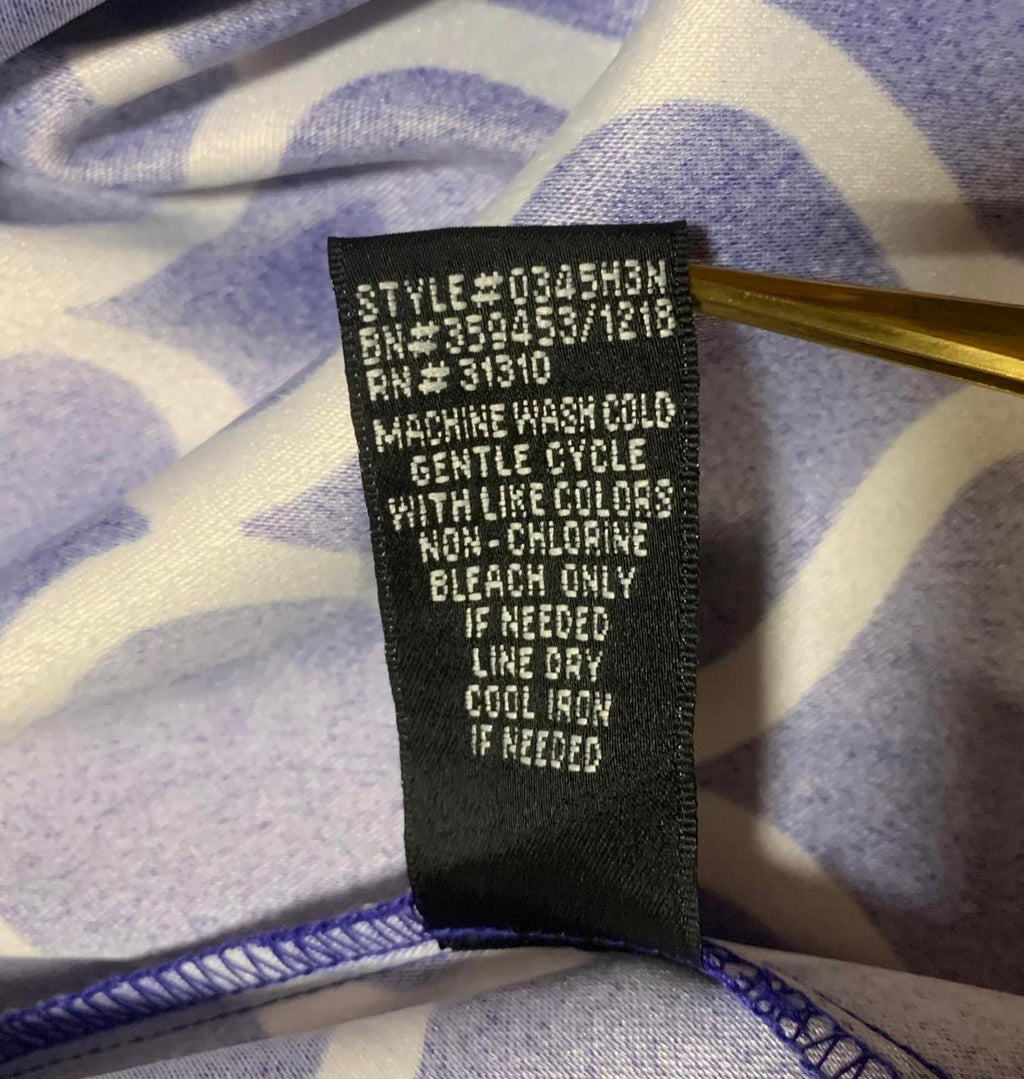 STYLE#0345H3N
BN#359453/121B
RN#31310
MACHINE WASH COLD
GENTLE CYCLE
WITH LIKE COLORS
NON-CHLORINE
BLEACH ONLY
IF NEEDED
LINE DRY
COOL IRON
IF NEEDED